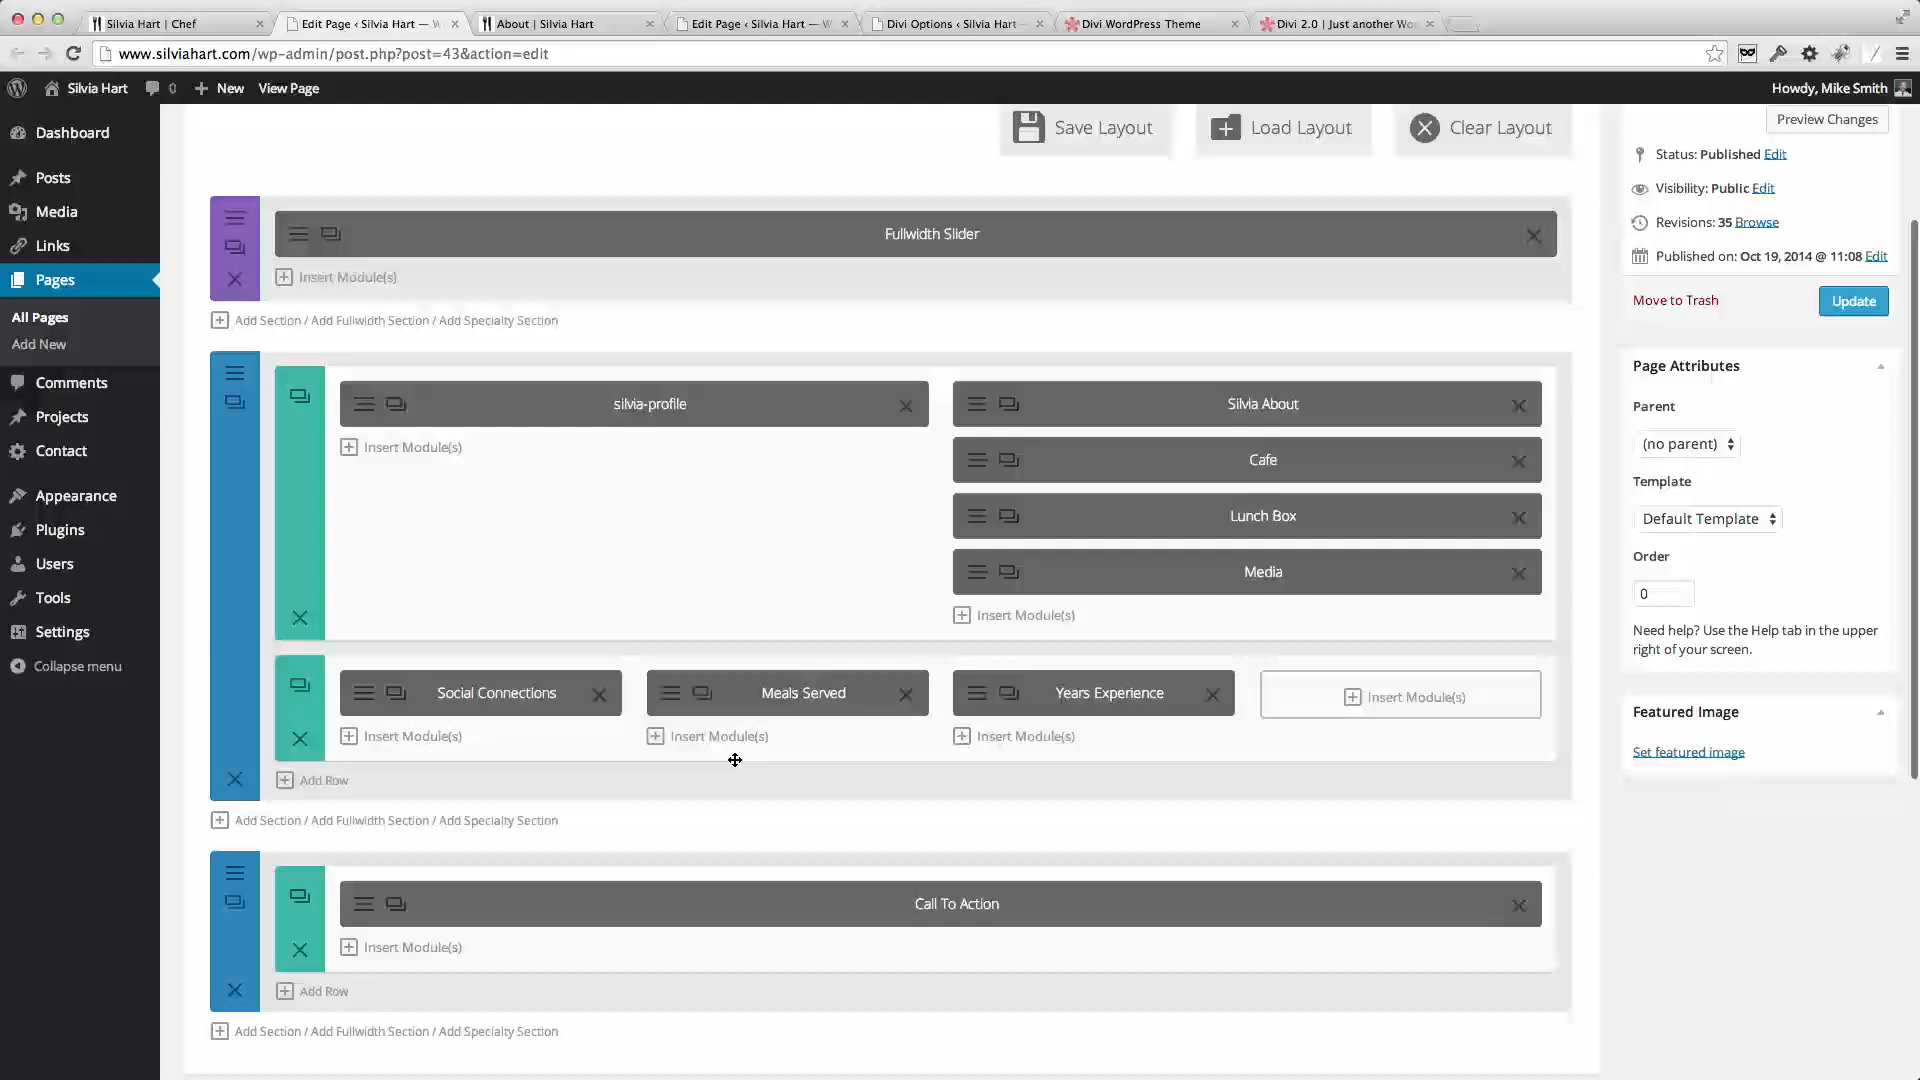 Silvia Hart | Chef
Edit Page ‹ Silvia Hart — W
About | Silvia Hart
Edit Page ‹ Silvia Hart — W
Divi Options ‹ Silvia Hart —
Divi WordPress Theme
Divi 2.0 | Just another Wo
www.silviahart.com/wp-admin/post.php?post=43&action=edit
Silvia Hart
0
New
View Page
Howdy, Mike Smith
Dashboard
Posts
Media
Links
Pages
All Pages
Add New
Comments
Projects
Contact
Appearance
Plugins
Users
Tools
Settings
Collapse menu
Save Layout
Load Layout
Clear Layout
Fullwidth Slider
Insert Module(s)
Add Section / Add Fullwidth Section / Add Specialty Section
silvia-profile
Insert Module(s)
Silvia About
Cafe
Lunch Box
Media
Insert Module(s)
Social Connections
Insert Module(s)
Meals Served
Insert Module(s)
Years Experience
Insert Module(s)
Insert Module(s)
Add Row
Add Section / Add Fullwidth Section / Add Specialty Section
Call To Action
Insert Module(s)
Add Row
Add Section / Add Fullwidth Section / Add Specialty Section
Preview Changes
Status: Published Edit
Visibility: Public Edit
Revisions: 35 Browse
Published on: Oct 19, 2014 @ 11:08 Edit
Move to Trash
Update
Page Attributes
Parent
(no parent)
Template
Default Template
Order
0
Need help? Use the Help tab in the upper
right of your screen.
Featured Image
Set featured image